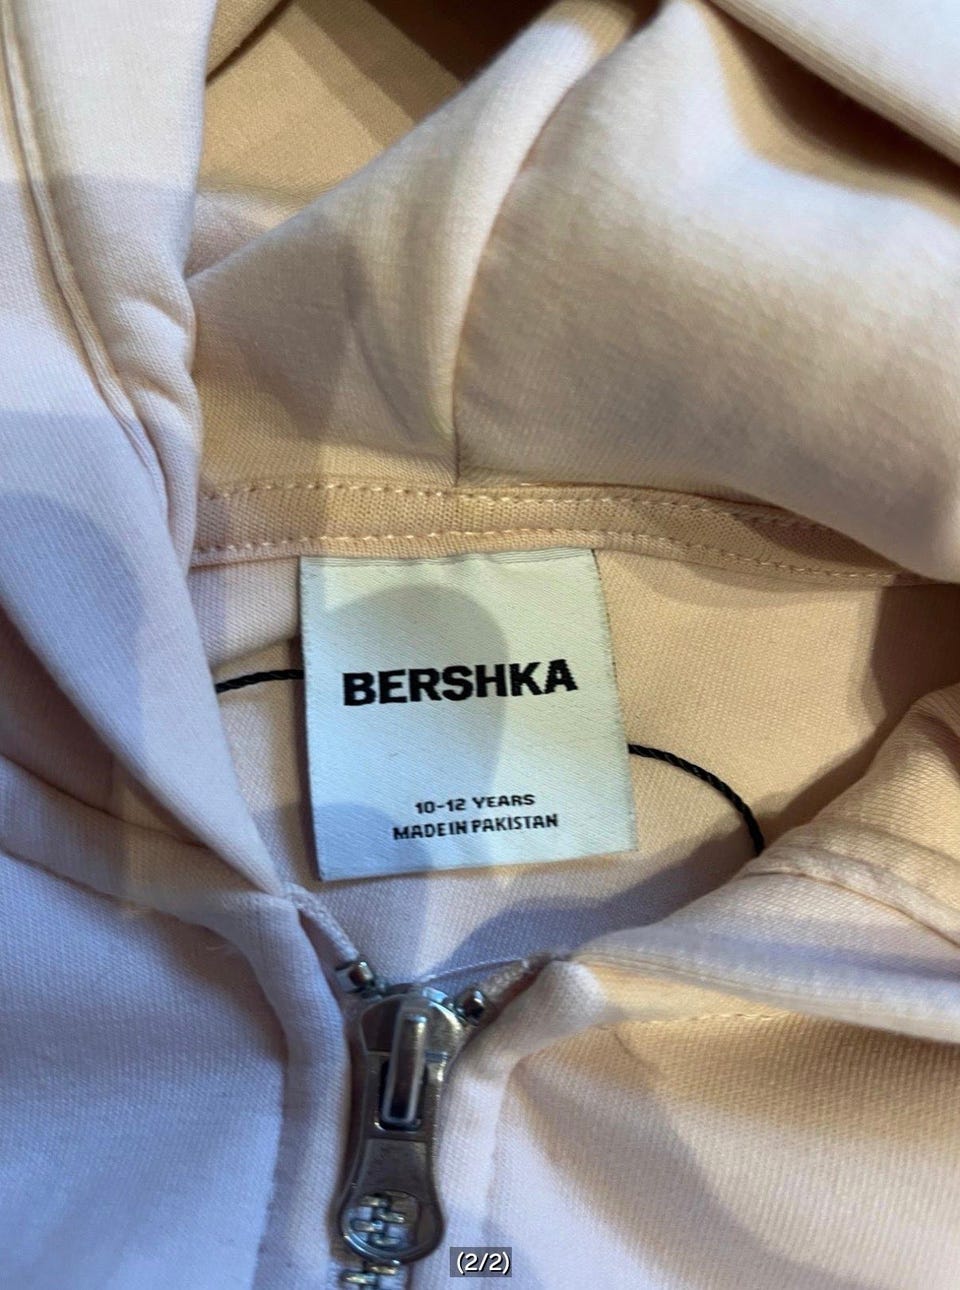 BERSHKA
10-12 YEARS
MADE IN PAKISTAN
(2/2)